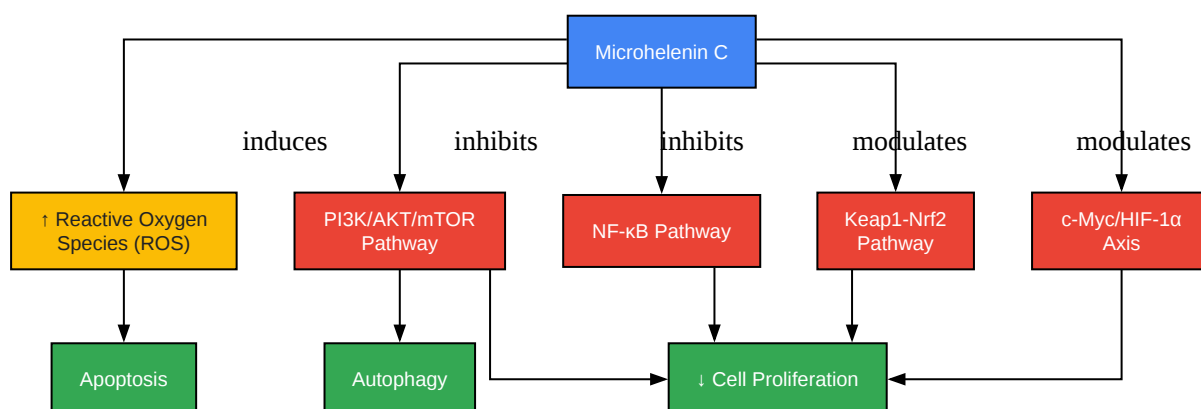 Microhelenin C
induces
inhibits
inhibits
modulates
modulates
↑ Reactive Oxygen
Species (ROS)
PI3K/AKT/mTOR
Pathway
NF-κB Pathway
Keap1-Nrf2
Pathway
c-Myc/HIF-1α
Axis
Apoptosis
Autophagy
↓ Cell Proliferation